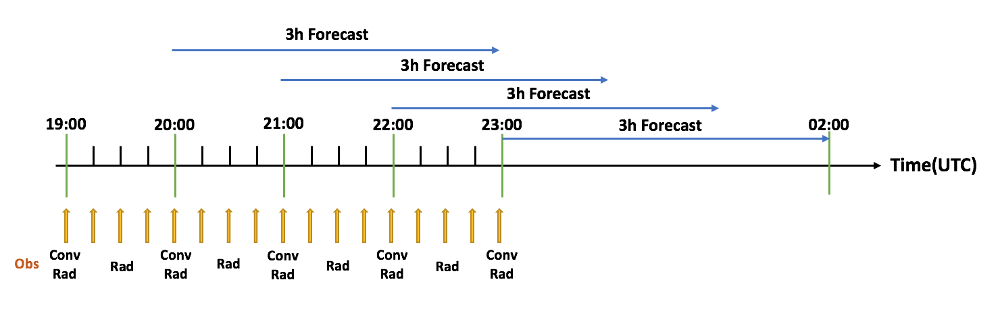 3h Forecast
3h Forecast
3h Forecast
19:00 20:00 21:00 22:00 23:00 3h Forecast 02:00
Time(UTC)
Conv Conv Conv Conv Conv
Obs Rad Rad Rad Rad
Rad Rad Rad Rad Rad